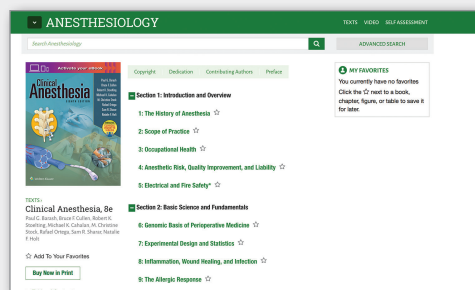 ANESTHESIOLOGY
TEXTS VIDEO SELF ASSESSMENT
Search Anesthesiology
ADVANCED SEARCH
Activate your eBook
Clinical
Anesthesia
Copyright Dedication Contributing Authors Preface
Section 1: Introduction and Overview
1: The History of Anesthesia
2: Scope of Practice
3: Occupational Health
4: Anesthetic Risk, Quality Improvement, and Liability
5: Electrical and Fire Safety*
Section 2: Basic Science and Fundamentals
6: Genomic Basis of Perioperative Medicine
7: Experimental Design and Statistics
8: Inflammation, Wound Healing, and Infection
9: The Allergic Response
TEXTS
Clinical Anesthesia, 8e
Paul G. Barash, Bruce F. Cullen, Robert K.
Stoelting, Michael K. Cahalan, M. Christine
Stock, Rafael Ortega, Sam R. Sharar, Natalie
F. Holt
Add To Your Favorites
Buy Now in Print
MY FAVORITES
You currently have no favorites
Click the ☆ next to a book,
chapter, figure, or table to save it
for later.